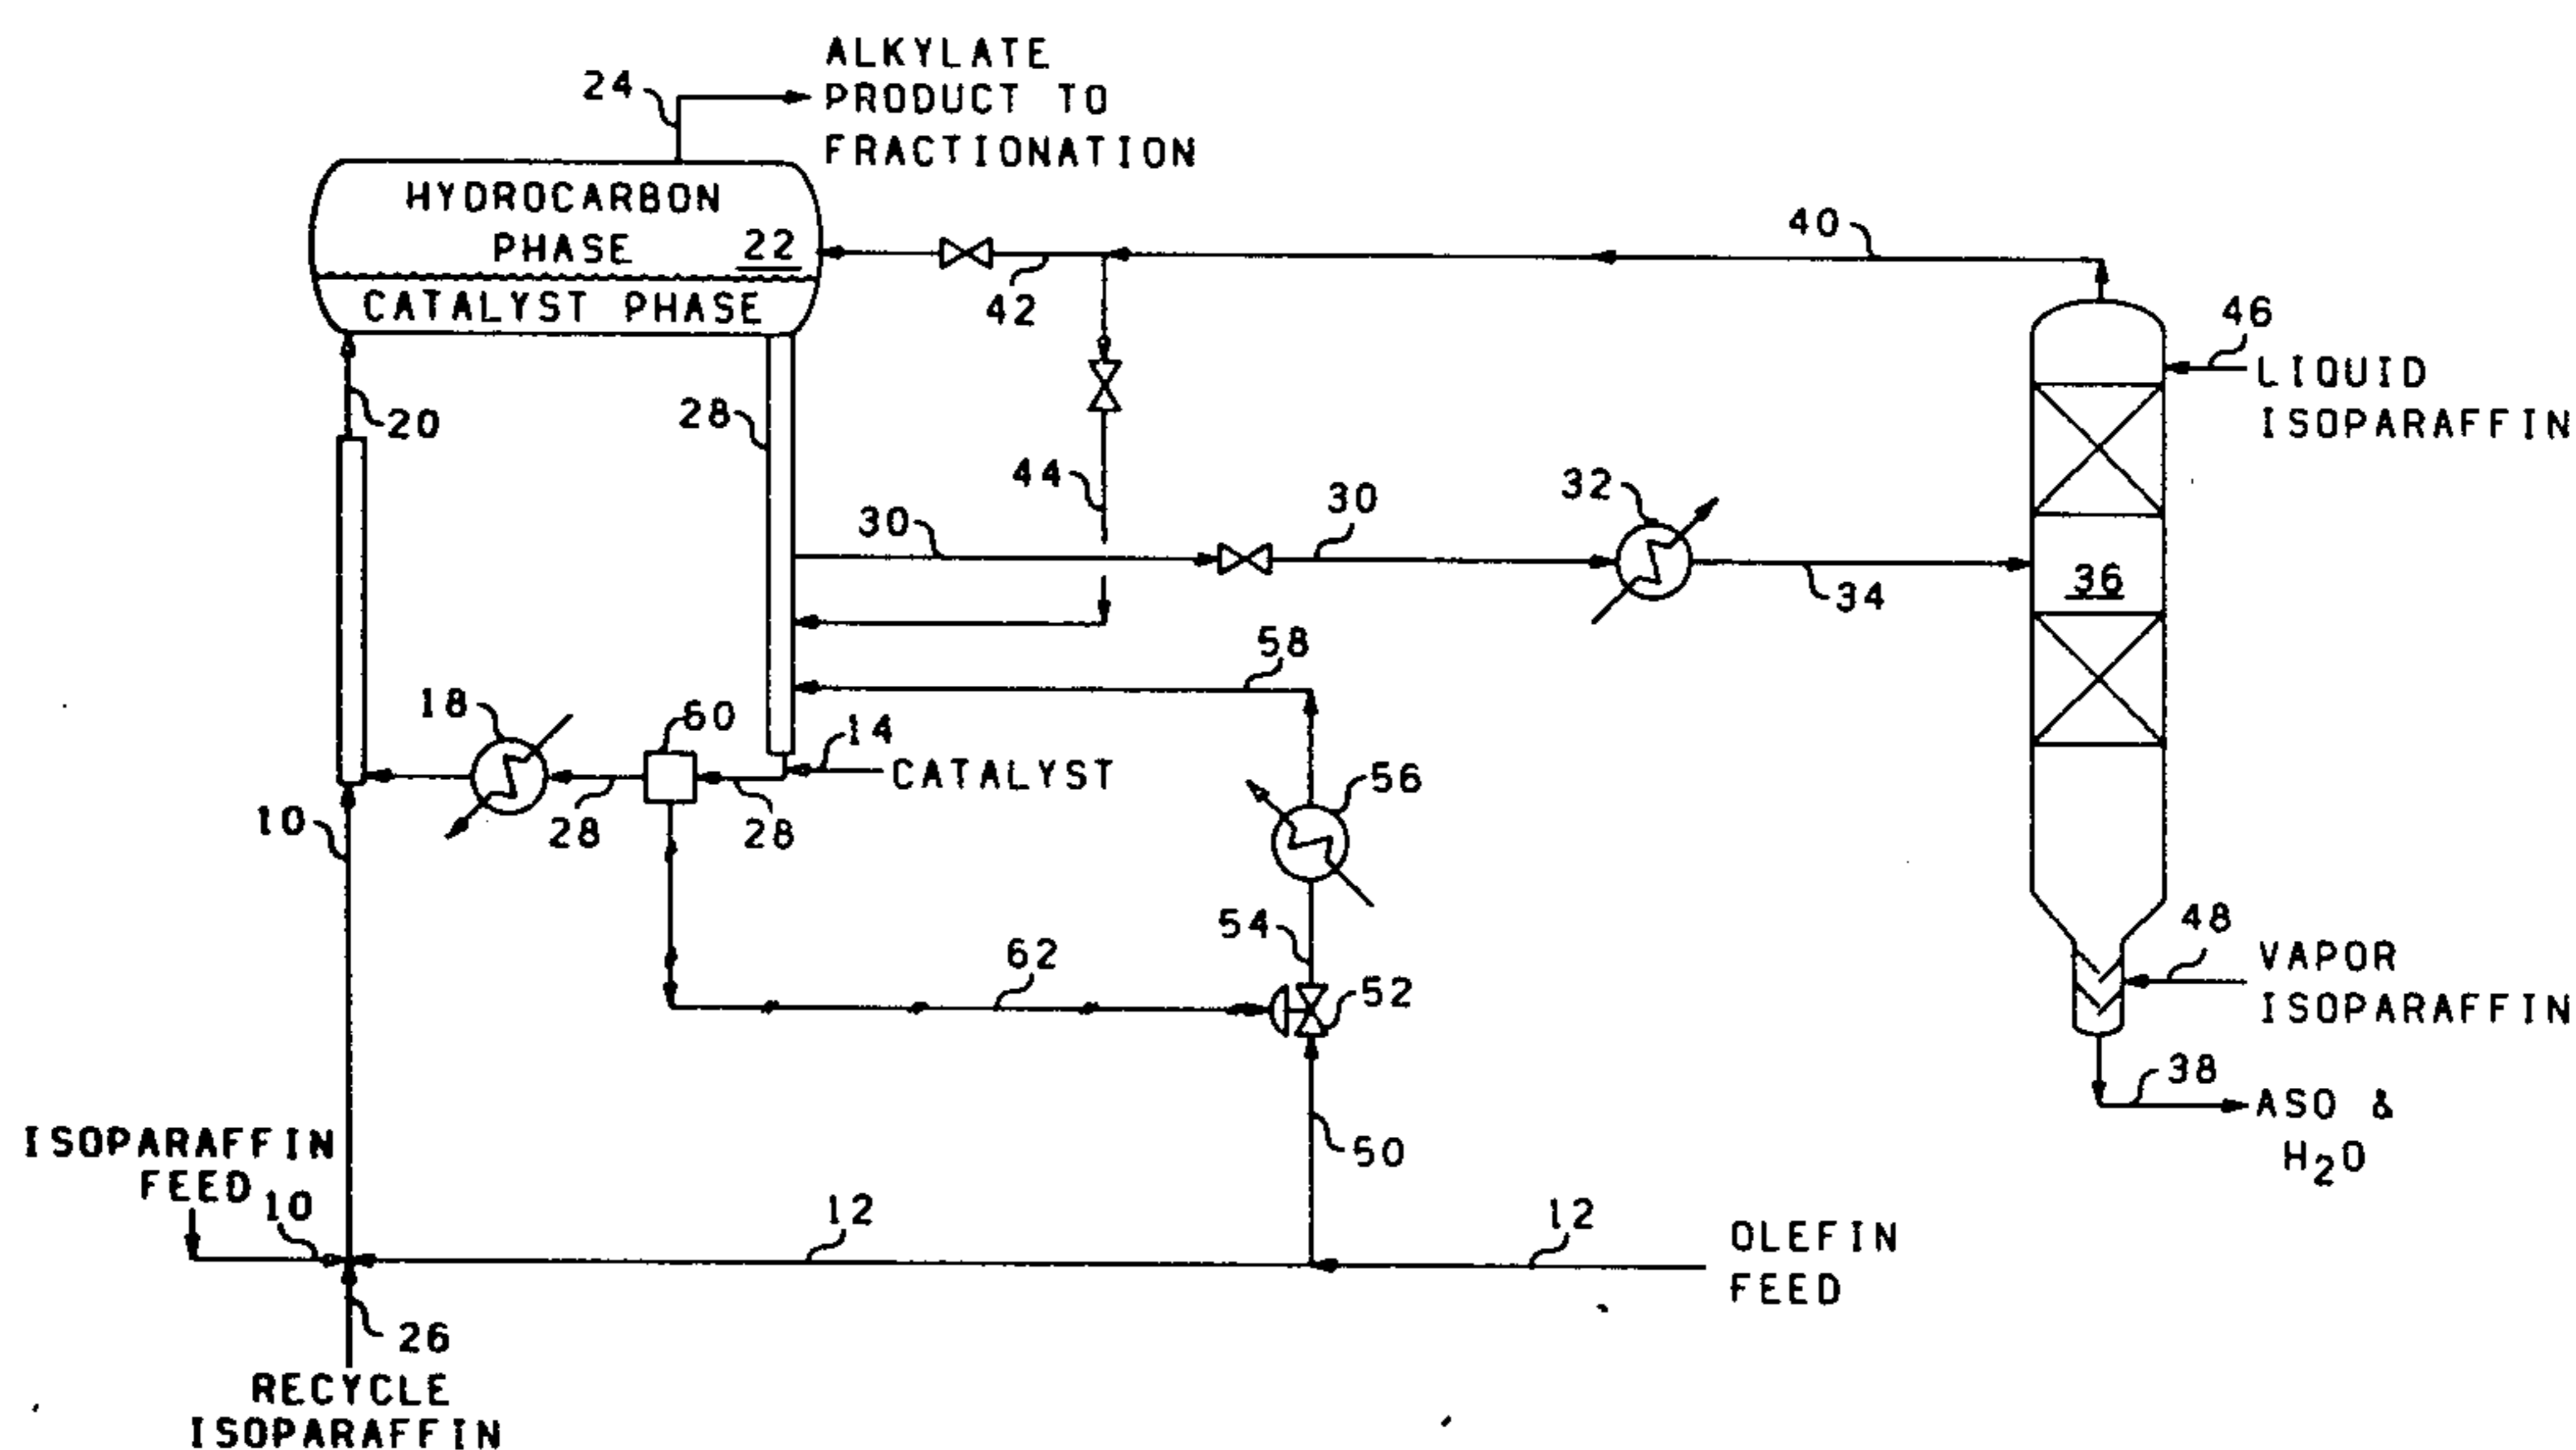 ALKYLATE
24
PRODUCT TO
FRACTIONATION
HYDROCARBON
PHASE 22
CATALYST PHASE
40
42
46
LIQUID
ISOPARAFFIN
20
28
44
30
30
32
34
36
58
18
60
14
CATALYST
56
10
28
28
54
48
VAPOR
ISOPARAFFIN
62
52
38
ASO &
H2O
50
ISOPARAFFIN
FEED
10
12
12
OLEFIN
FEED
26
RECYCLE
ISOPARAFFIN